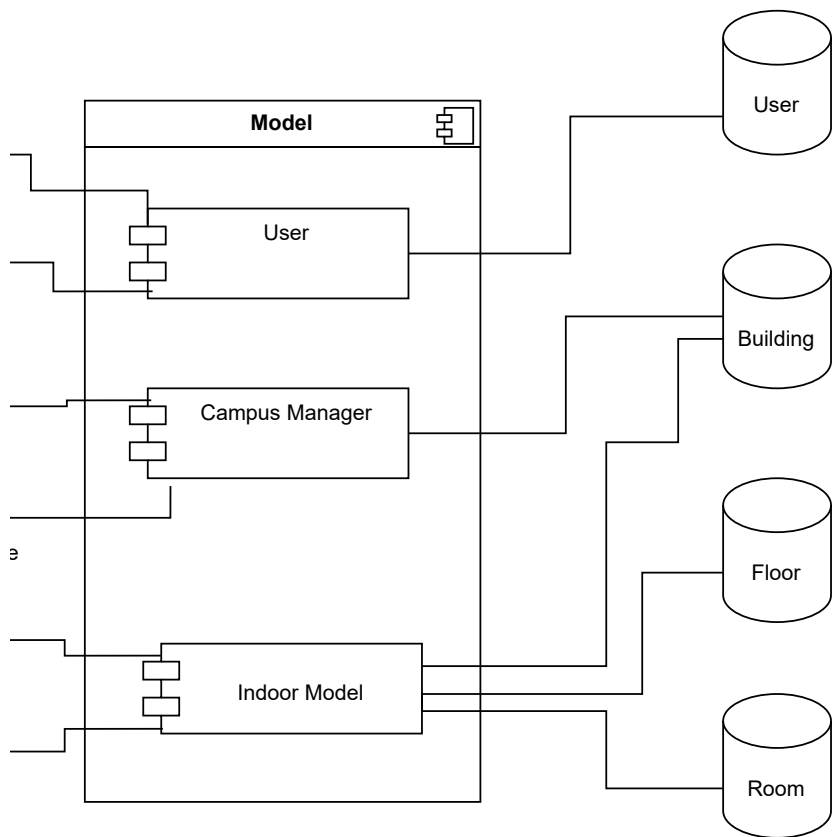 User
Model
User
Building
Campus Manager
e
Floor
Indoor Model
Room